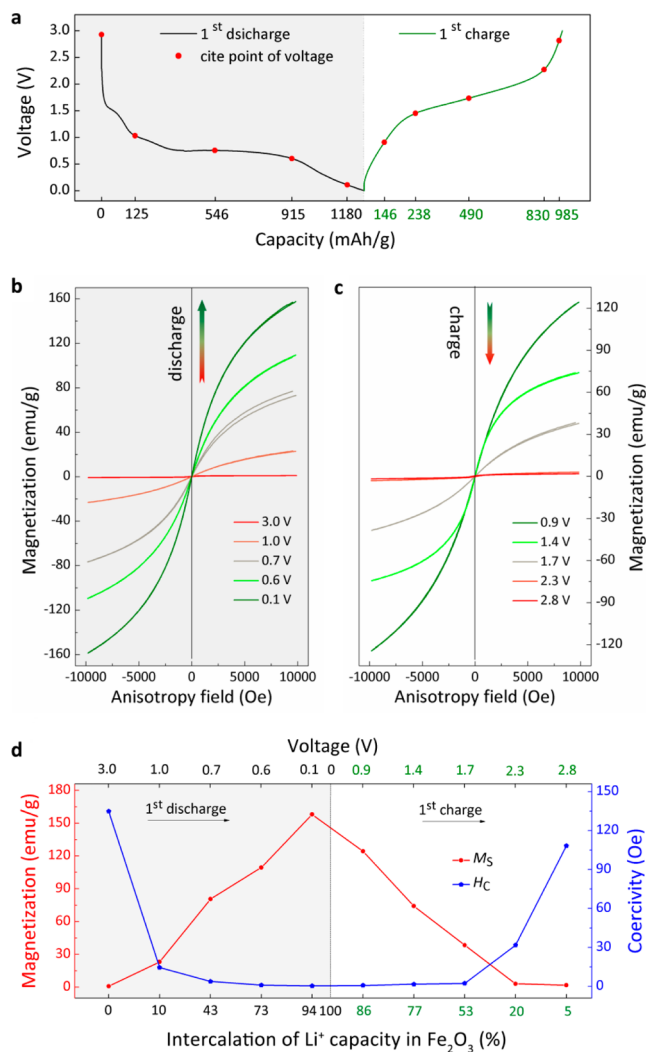 a
1st dsicharge
cite point of voltage
1st charge
Voltage (V)
3.0
2.0
1.5
1.0
0.5
0.0
0 125 546 915 1180 146 238 490 830 985
Capacity (mAh/g)
b
discharge
Magnetization (emu/g)
160
120
80
40
0
-40
-80
-120
-160
3.0 V
1.0 V
0.7 V
0.6 V
0.1 V
-10000 -5000 0 5000 10000
Anisotropy field (Oe)
c
charge
Magnetization (emu/g)
120
90
60
30
0
-30
-60
-90
-120
0.9 V
1.4 V
1.7 V
2.3 V
2.8 V
-10000 -5000 0 5000 10000
Anisotropy field (Oe)
d
Voltage (V)
3.0 1.0 0.7 0.6 0.1 0 0.9 1.4 1.7 2.3 2.8
1st discharge
1st charge
MS
HC
Magnetization (emu/g)
180
150
120
90
60
30
0
Coercivity (Oe)
150
120
90
60
30
0
0 10 43 73 94 100 86 77 53 20 5
Intercalation of Li+ capacity in Fe2O3 (%)